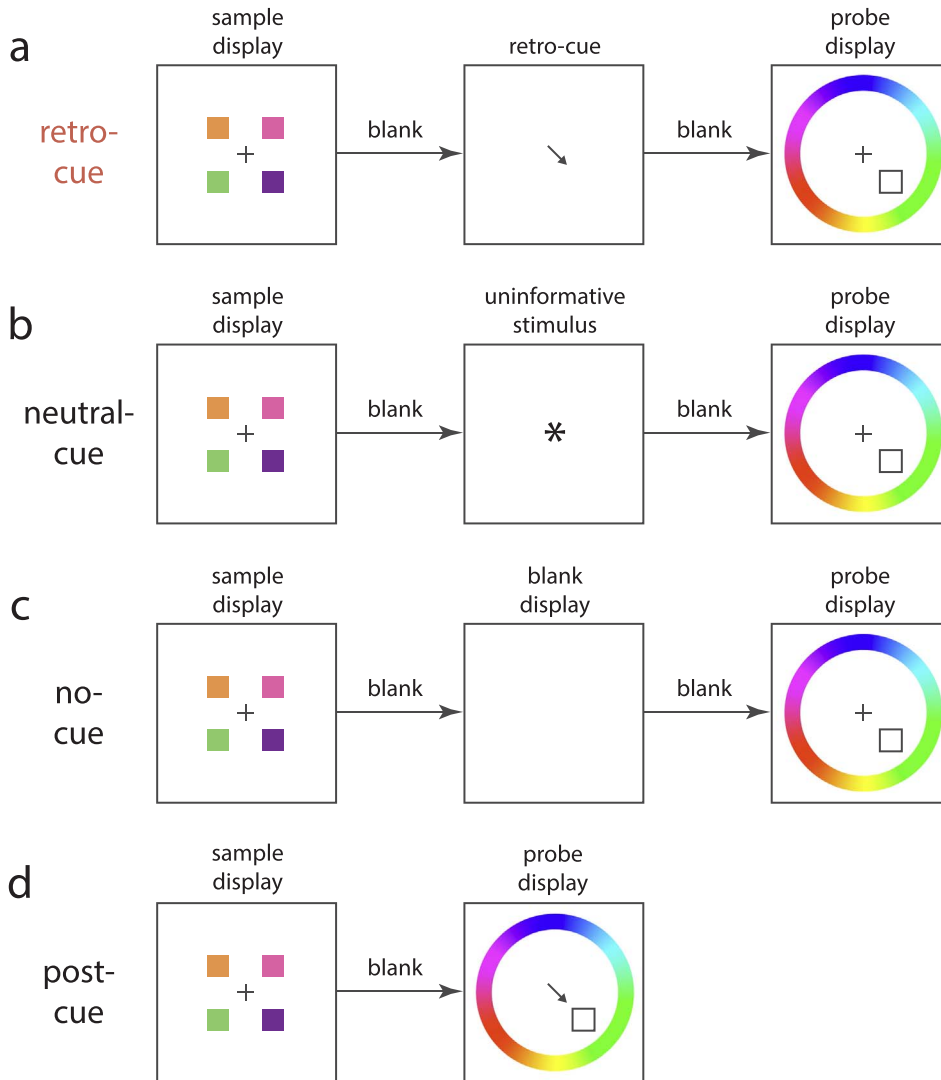 a
sample
display
retro-cue
probe
display
retro-
cue
blank
blank
b
sample
display
uninformative
stimulus
probe
display
neutral-
cue
blank
*
blank
c
sample
display
blank
display
probe
display
no-
cue
blank
blank
d
sample
display
probe
display
post-
cue
blank